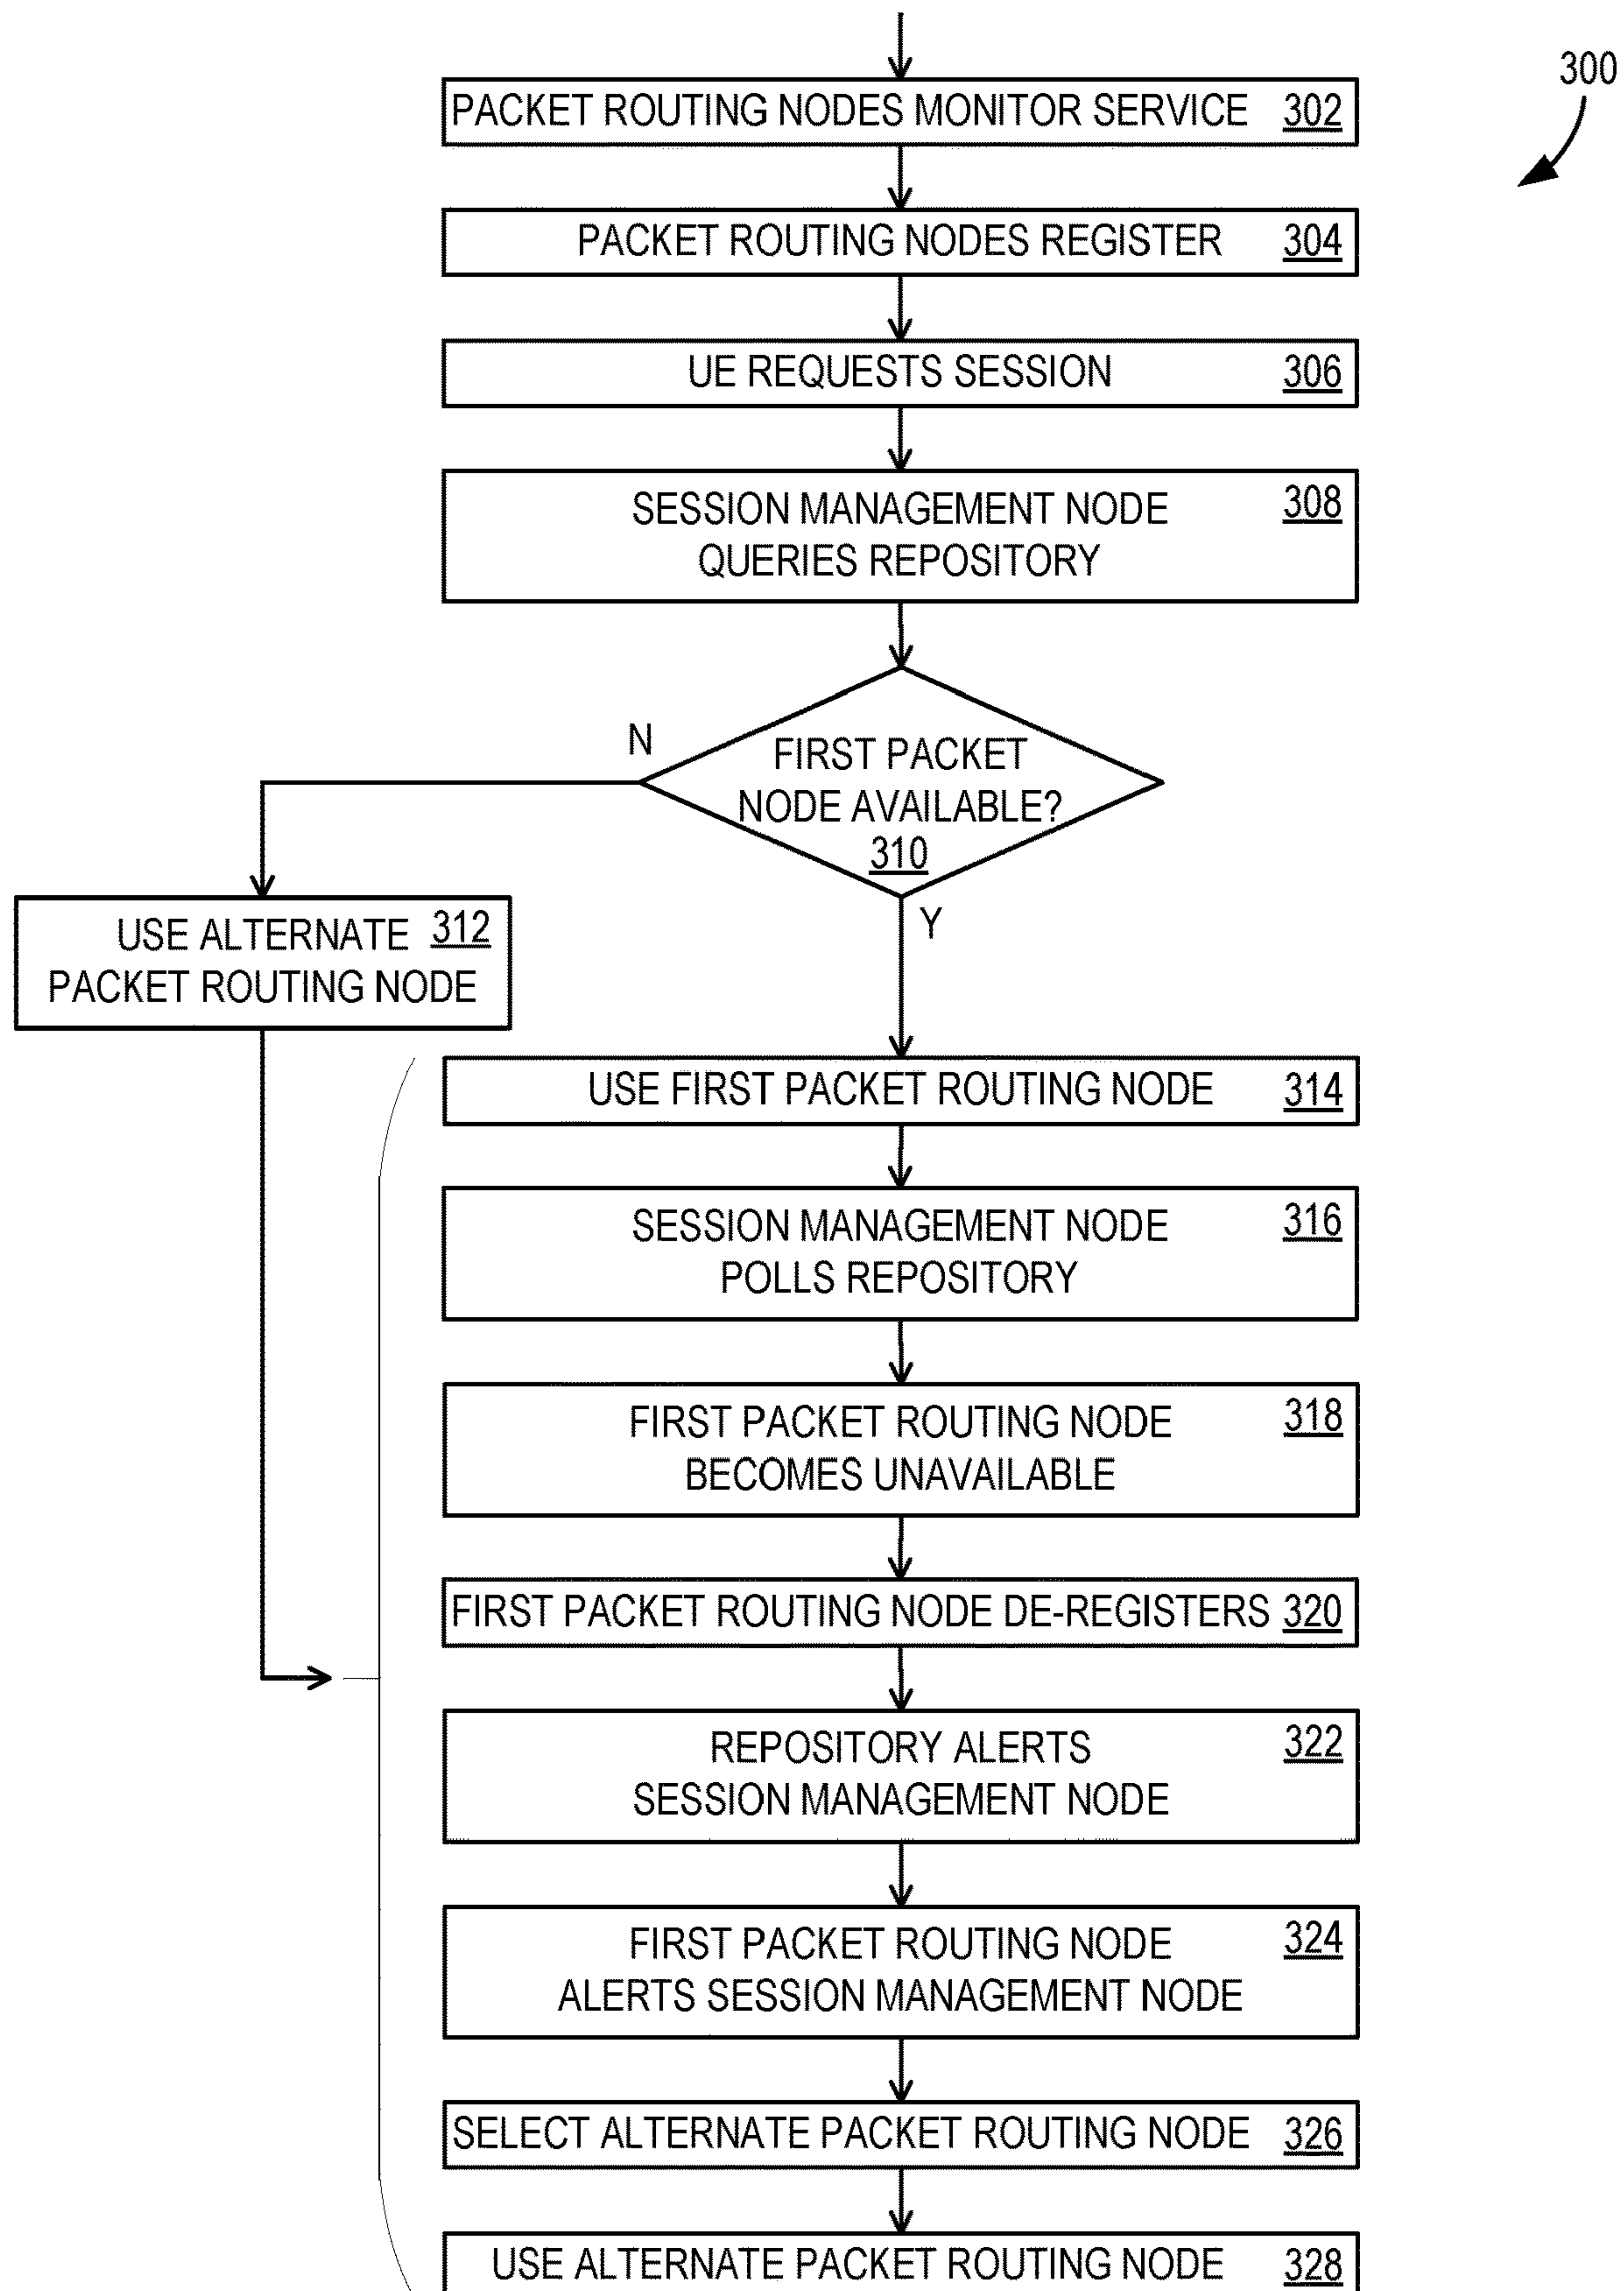 300
PACKET ROUTING NODES MONITOR SERVICE 302
PACKET ROUTING NODES REGISTER 304
UE REQUESTS SESSION 306
SESSION MANAGEMENT NODE 308
QUERIES REPOSITORY
N
FIRST PACKET
NODE AVAILABLE?
310
Y
USE ALTERNATE 312
PACKET ROUTING NODE
USE FIRST PACKET ROUTING NODE 314
SESSION MANAGEMENT NODE 316
POLLS REPOSITORY
FIRST PACKET ROUTING NODE 318
BECOMES UNAVAILABLE
FIRST PACKET ROUTING NODE DE-REGISTERS 320
REPOSITORY ALERTS 322
SESSION MANAGEMENT NODE
FIRST PACKET ROUTING NODE 324
ALERTS SESSION MANAGEMENT NODE
SELECT ALTERNATE PACKET ROUTING NODE 326
USE ALTERNATE PACKET ROUTING NODE 328